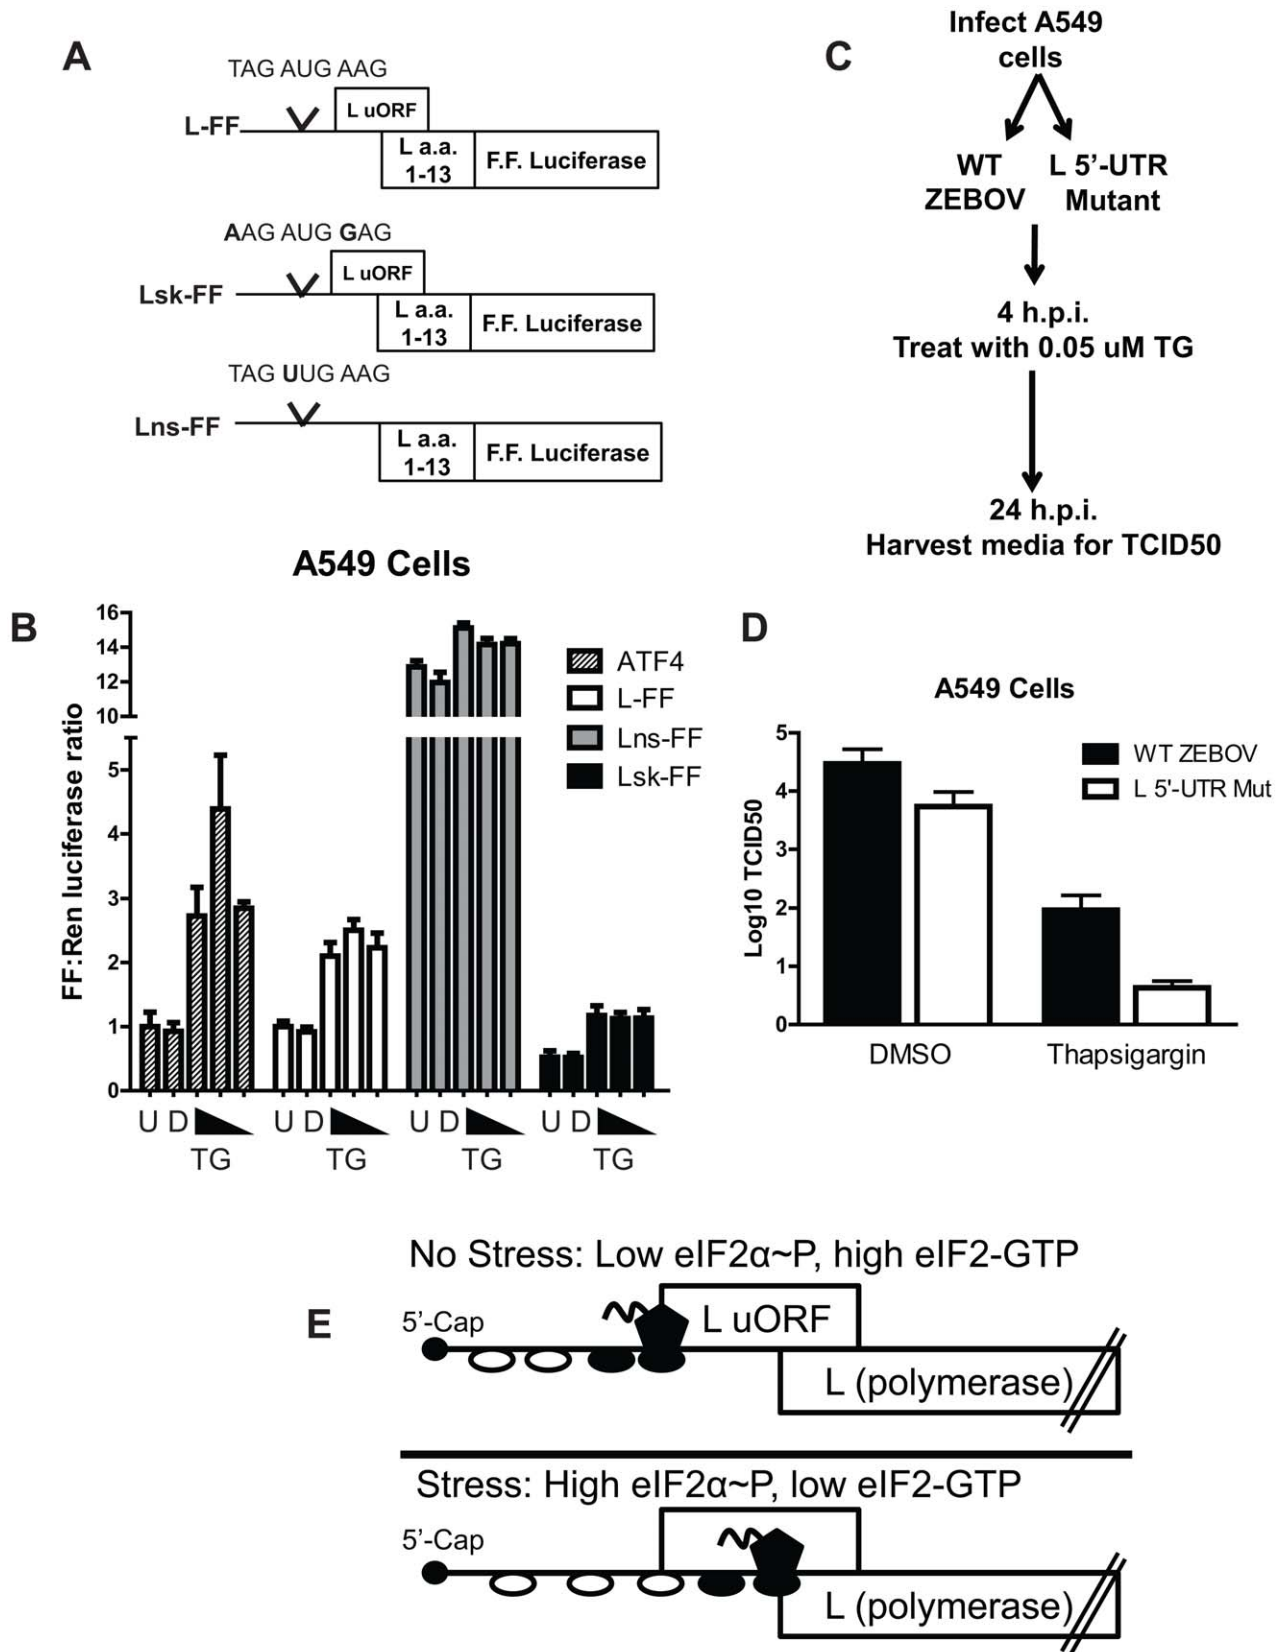 A
TAG AUG AAG
L uORF
L-FF
L a.a.
1-13
F.F. Luciferase
AAG AUG GAG
L uORF
Lsk-FF
L a.a.
1-13
F.F. Luciferase
TAG UUG AAG
Lns-FF
L a.a.
1-13
F.F. Luciferase
C
Infect A549
cells
WT
ZEBOV
L 5'-UTR
Mutant
4 h.p.i.
Treat with 0.05 uM TG
24 h.p.i.
Harvest media for TCID50
B
A549 Cells
FF:Ren luciferase ratio
16
14
12
10
5
4
3
2
1
0
ATF4
L-FF
Lns-FF
Lsk-FF
U D
TG
U D
TG
U D
TG
U D
TG
D
A549 Cells
Log10 TCID50
5
4
3
2
1
0
WT ZEBOV
L 5'-UTR Mut
DMSO
Thapsigargin
E
No Stress: Low eIF2α~P, high eIF2-GTP
5'-Cap
L uORF
L (polymerase)
Stress: High eIF2α~P, low eIF2-GTP
5'-Cap
L (polymerase)